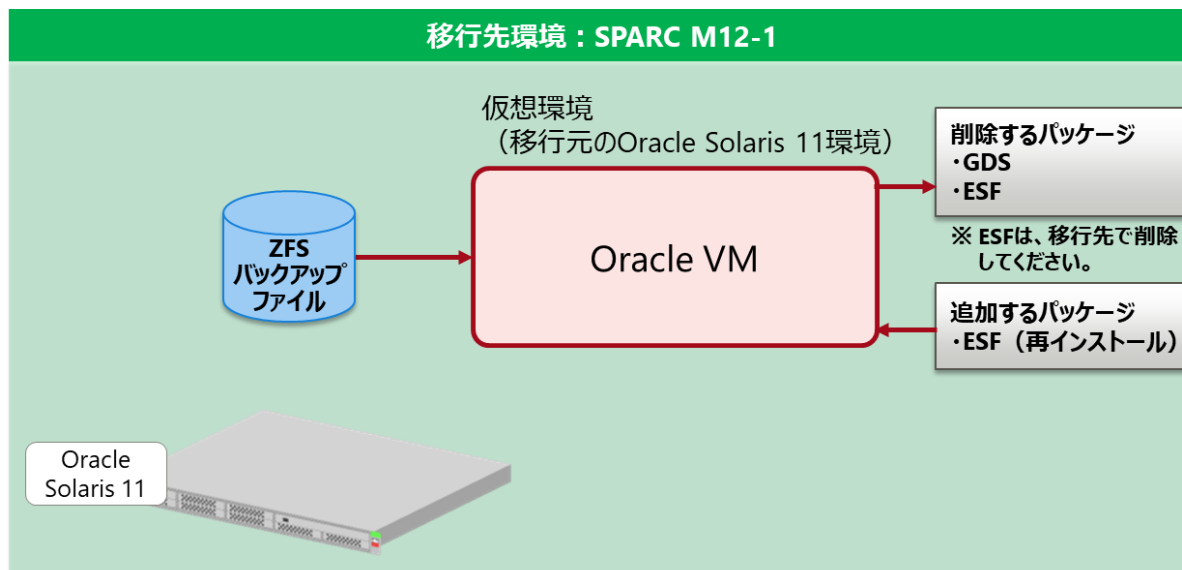 移行先環境：SPARC M12-1
仮想環境
（移行元のOracle Solaris 11環境）
ZFS
バックアップ
ファイル
Oracle VM
削除するパッケージ
・GDS
・ESF
※ ESFは、移行先で削除
してください。
追加するパッケージ
・ESF（再インストール）
Oracle
Solaris 11